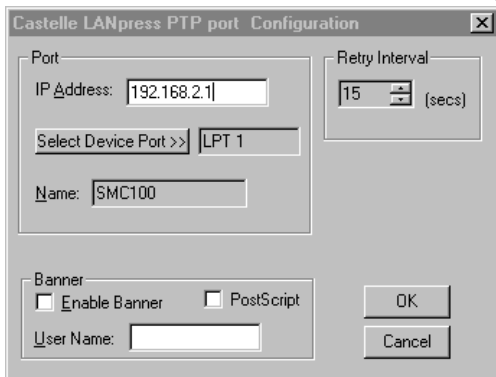 Castelle LANpress PTP port Configuration
Port
IP Address: 192.168.2.1
Select Device Port >> LPT 1
Name: SMC100
Retry Interval
15 (secs)
Banner
Enable Banner PostScript
User Name:
OK
Cancel